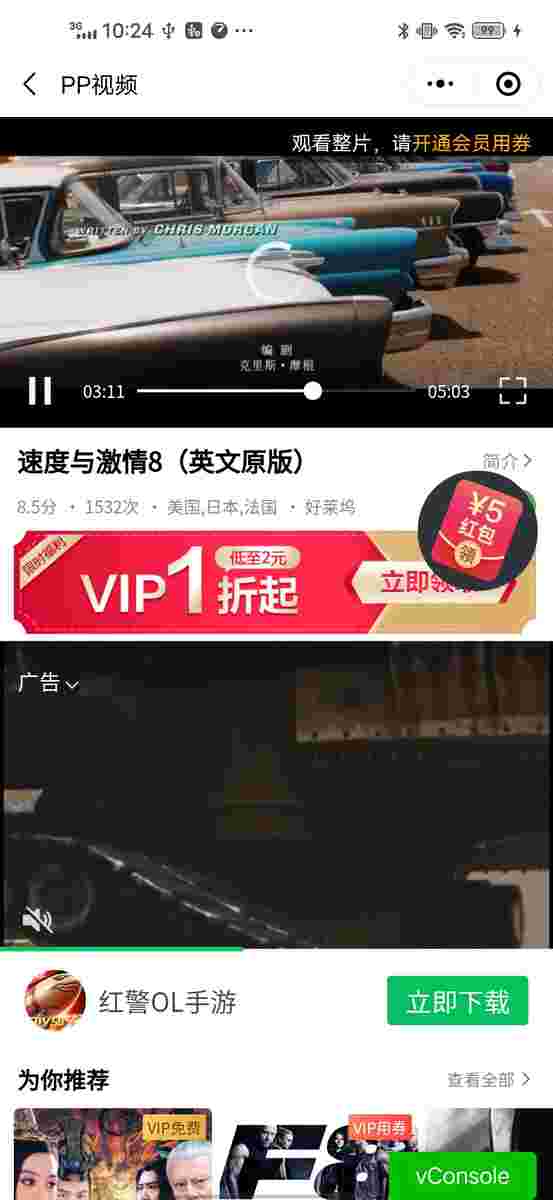 3G 10:24 99
PP视频
观看整片，请开通会员用券
WRITTEN BY CHRIS MORGAN
编 剧
克里斯·摩根
03:11 05:03
速度与激情8（英文原版）
简介
8.5分 · 1532次 · 美国,日本,法国 · 好莱坞
¥5
红包
领
限时福利
VIP1折起
低至2元
立即领
广告
红警OL手游
立即下载
为你推荐
查看全部
VIP免费
VIP用券
F8
vConsole